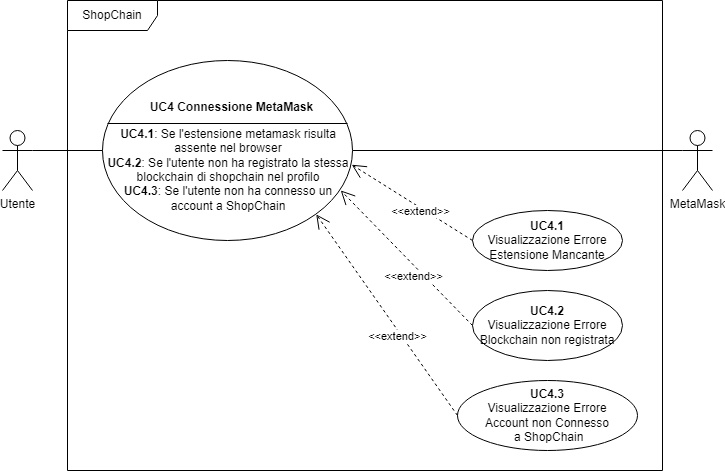 ShopChain
UC4 Connessione MetaMask
UC4.1: Se l'estensione metamask risulta
assente nel browser
UC4.2: Se l'utente non ha registrato la stessa
blockchain di shopchain nel profilo
UC4.3: Se l'utente non ha connesso un
account a ShopChain
Utente
MetaMask
<<extend>>
UC4.1
Visualizzazione Errore
Estensione Mancante
<<extend>>
UC4.2
Visualizzazione Errore
Blockchain non registrata
<<extend>>
UC4.3
Visualizzazione Errore
Account non Connesso
a ShopChain